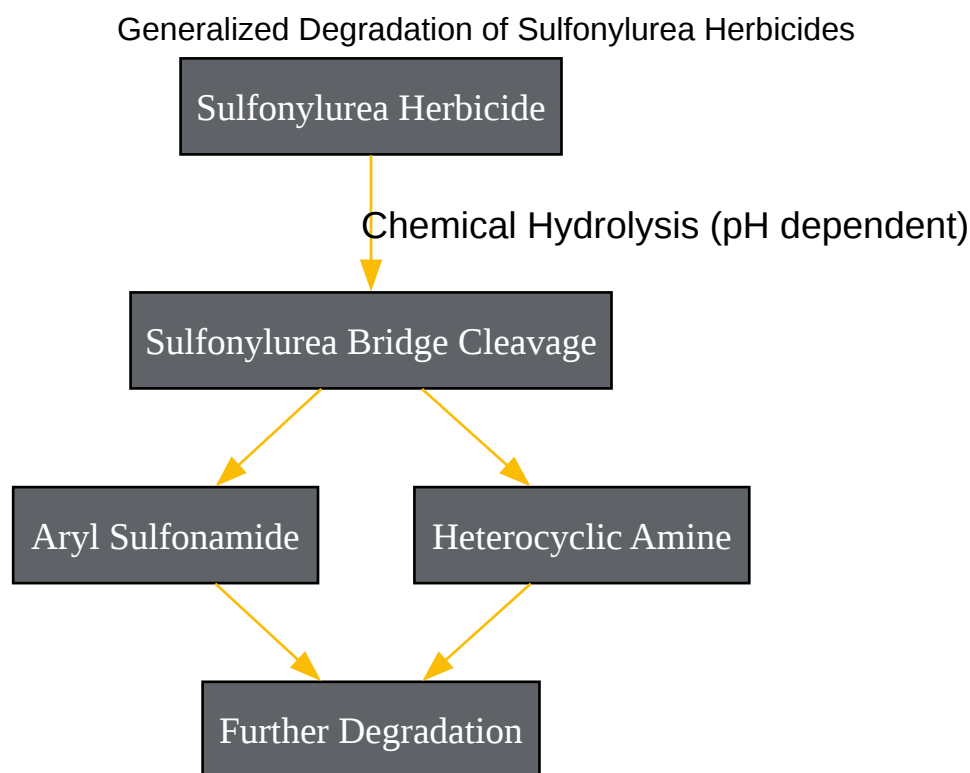 Generalized Degradation of Sulfonylurea Herbicides
Sulfonylurea Herbicide
Chemical Hydrolysis (pH dependent)
Sulfonylurea Bridge Cleavage
Aryl Sulfonamide
Heterocyclic Amine
Further Degradation